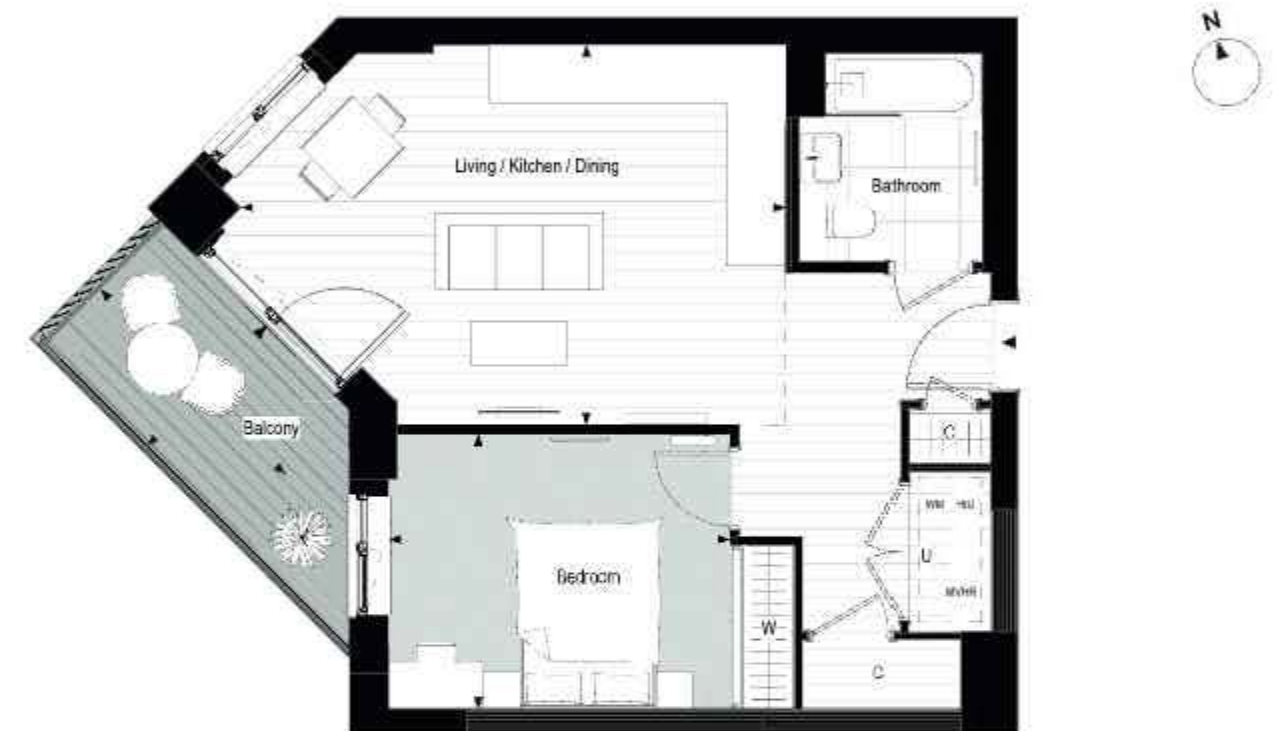 N
Living / Kitchen / Dining
Bathroom
Balcony
C
WM HIU
U
Bedroom
MVHR
W
C